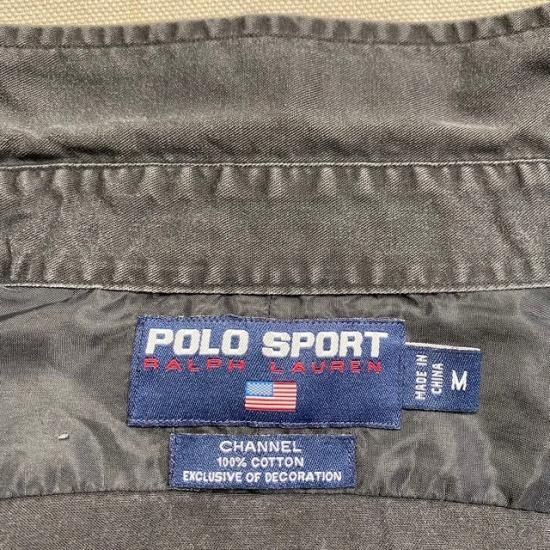 POLO SPORT
RALPH LAUREN
MADE IN
CHINA
M
CHANNEL
100% COTTON
EXCLUSIVE OF DECORATION